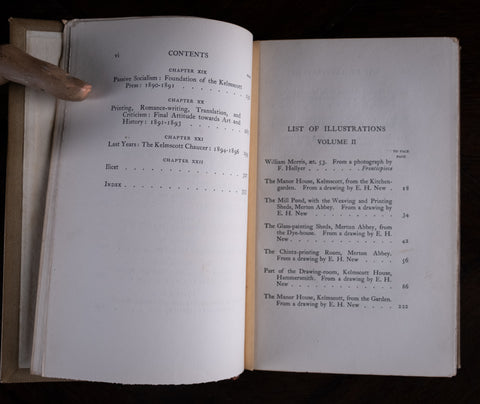 vi CONTENTS
CHAPTER XIX
Passive Socialism: Foundation of the Kelmscott
Press: 1890-1891 . . . . . .
CHAPTER XX
Printing, Romance-writing, Translation, and
Criticism: Final Attitude towards Art and
History: 1891-1893 . . . . .
CHAPTER XXI
Last Years: The Kelmscott Chaucer: 1894-1896
CHAPTER XXII
Ilicet . . . . . . . . .
Index . . . . . . . . .
LIST OF ILLUSTRATIONS
VOLUME II
TO FACE
PAGE
William Morris, æt. 53. From a photograph by
F. Hollyer . . . . . . Frontispiece
The Manor House, Kelmscott, from the Kitchen-
garden. From a drawing by E. H. New . 18
The Mill Pond, with the Weaving and Printing
Sheds, Merton Abbey. From a drawing by E. H.
New . . . . . . . . . 34
The Glass-painting Sheds, Merton Abbey, from
the Dye-house. From a drawing by E. H.
New . . . . . . . . . 42
The Chintz-printing Room, Merton Abbey.
From a drawing by E. H. New . . . . 56
Part of the Drawing-room, Kelmscott House,
Hammersmith. From a drawing by E. H.
New . . . . . . . . . 86
The Manor House, Kelmscott, from the Garden.
From a drawing by E. H. New . . . . 222